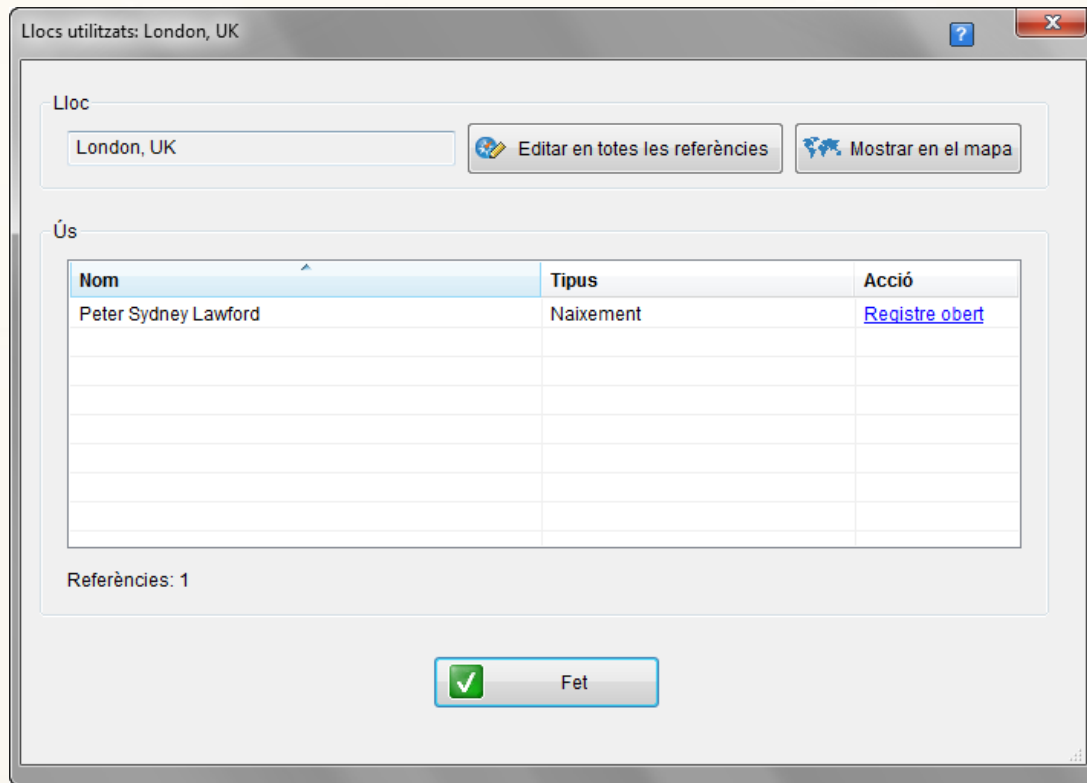 Llocs utilitzats: London, UK
Lloc
London, UK Editar en totes les referències Mostrar en el mapa
Ús
Nom Tipus Acció
Peter Sydney Lawford Naixement Registre obert
Referències: 1
Fet